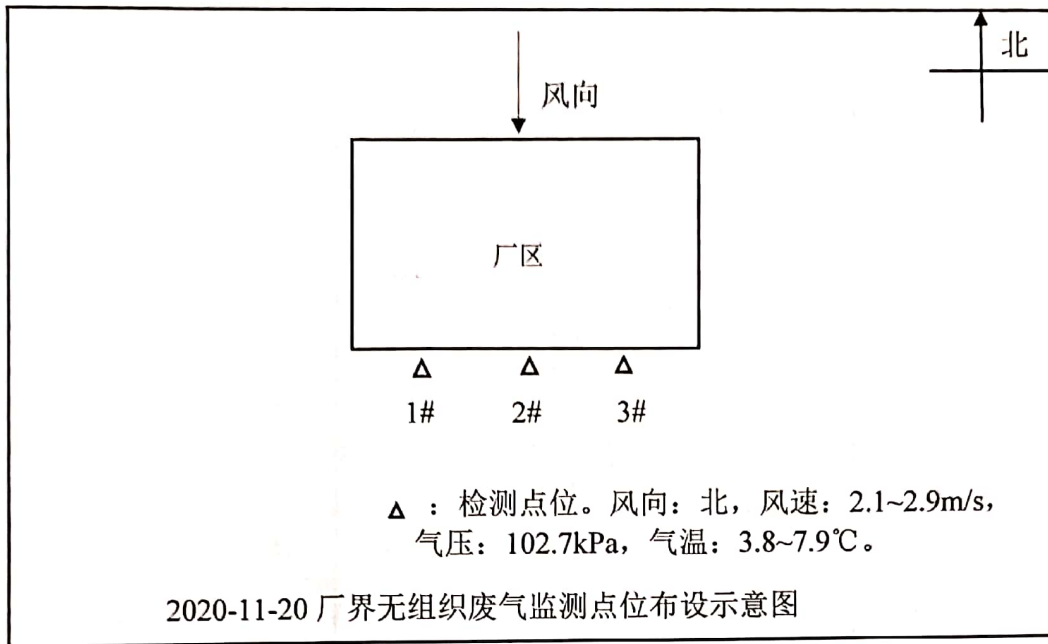 北
风向
厂区
1# 2# 3#
：检测点位。风向：北，风速：2.1~2.9m/s，
气压：102.7kPa，气温：3.8~7.9℃。
2020-11-20 厂界无组织废气监测点位布设示意图